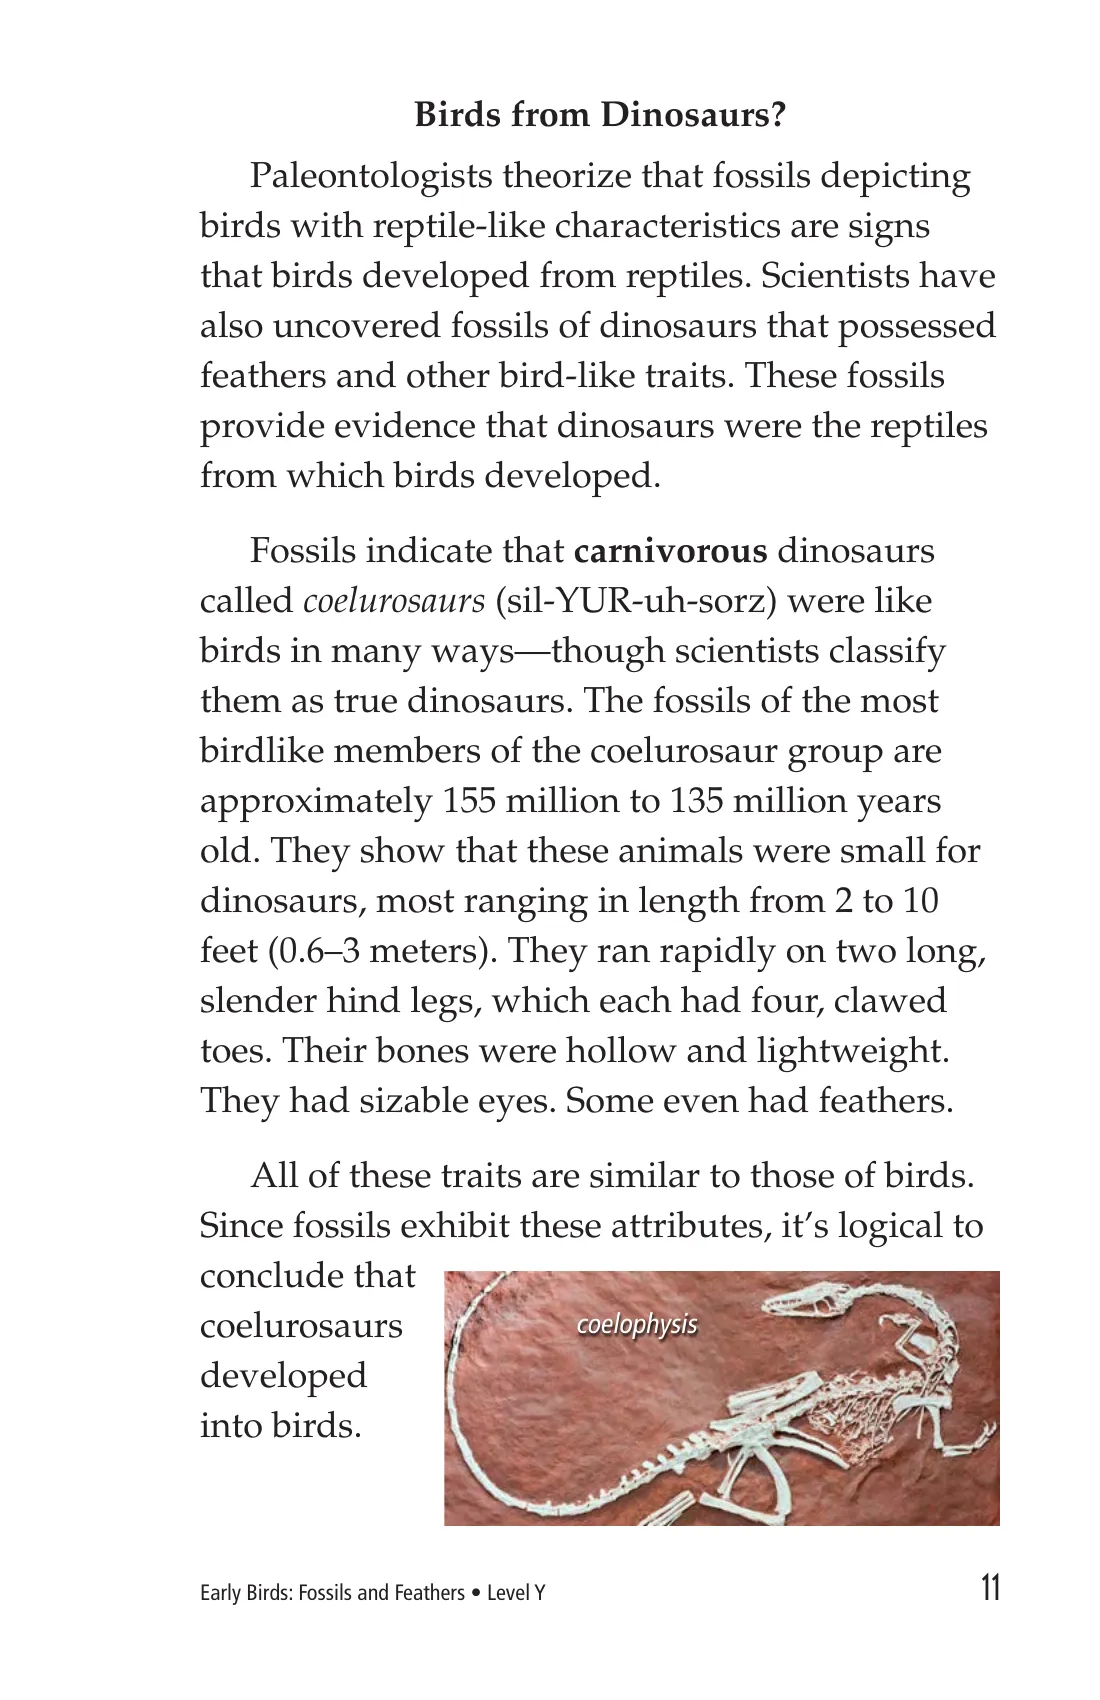 Birds from Dinosaurs?
Paleontologists theorize that fossils depicting
birds with reptile-like characteristics are signs
that birds developed from reptiles. Scientists have
also uncovered fossils of dinosaurs that possessed
feathers and other bird-like traits. These fossils
provide evidence that dinosaurs were the reptiles
from which birds developed.
Fossils indicate that carnivorous dinosaurs
called coelurosaurs (sil-YUR-uh-sorz) were like
birds in many ways—though scientists classify
them as true dinosaurs. The fossils of the most
birdlike members of the coelurosaur group are
approximately 155 million to 135 million years
old. They show that these animals were small for
dinosaurs, most ranging in length from 2 to 10
feet (0.6–3 meters). They ran rapidly on two long,
slender hind legs, which each had four, clawed
toes. Their bones were hollow and lightweight.
They had sizable eyes. Some even had feathers.
All of these traits are similar to those of birds.
Since fossils exhibit these attributes, it’s logical to
conclude that
coelurosaurs
developed
into birds.
coelophysis
Early Birds: Fossils and Feathers • Level Y
11